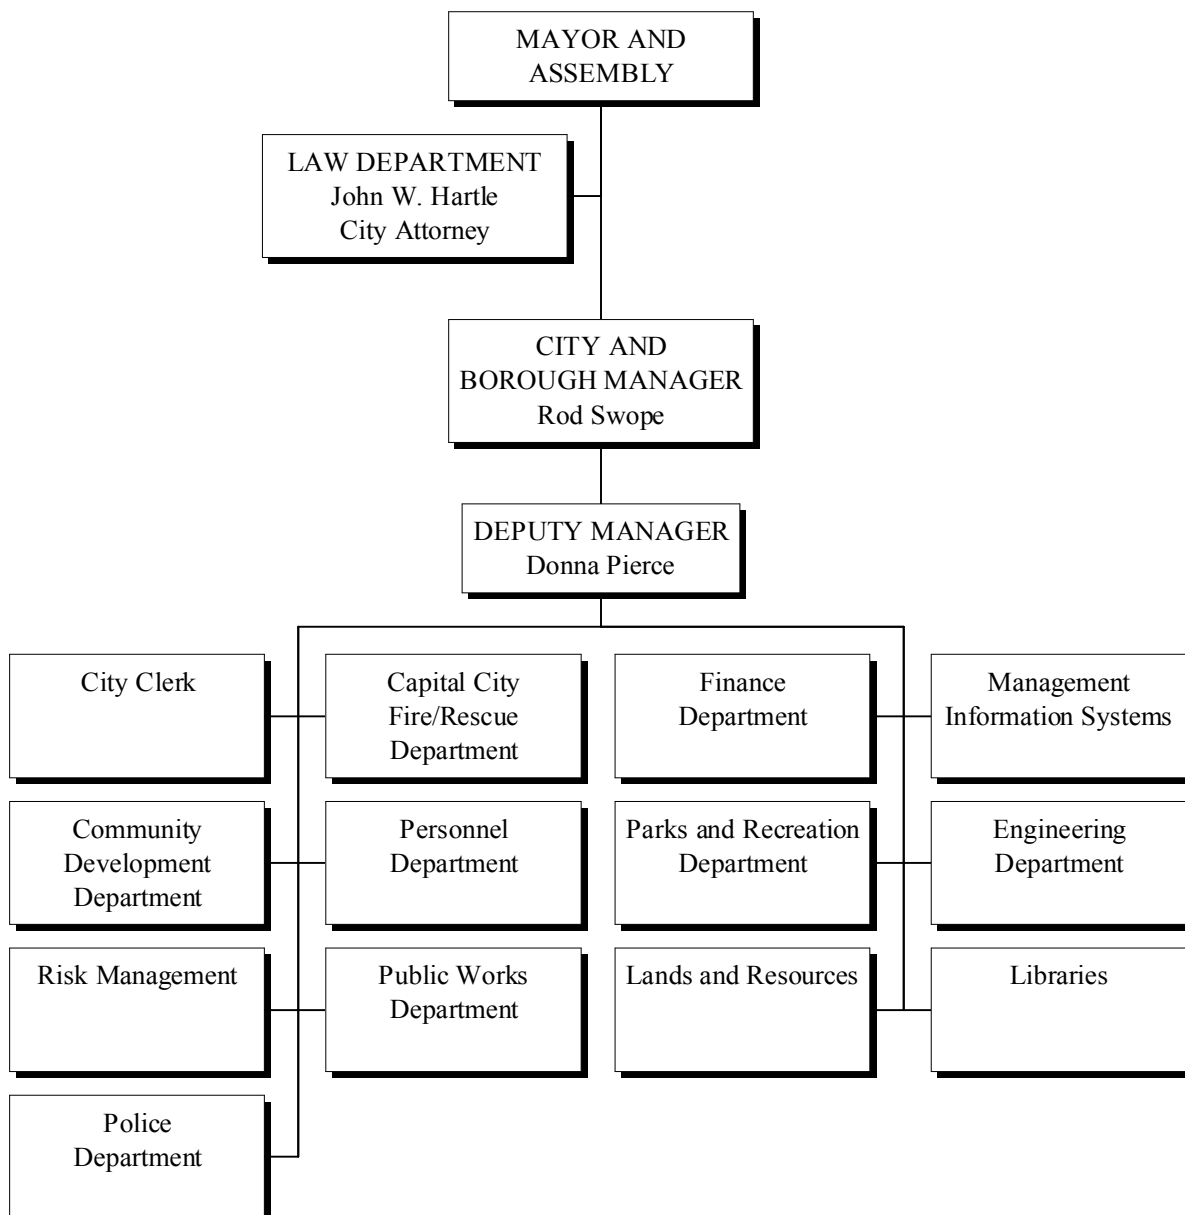 MAYOR AND
ASSEMBLY
LAW DEPARTMENT
John W. Hartle
City Attorney
CITY AND
BOROUGH MANAGER
Rod Swope
DEPUTY MANAGER
Donna Pierce
City Clerk
Capital City
Fire/Rescue
Department
Finance
Department
Management
Information Systems
Community
Development
Department
Personnel
Department
Parks and Recreation
Department
Engineering
Department
Risk Management
Public Works
Department
Lands and Resources
Libraries
Police
Department